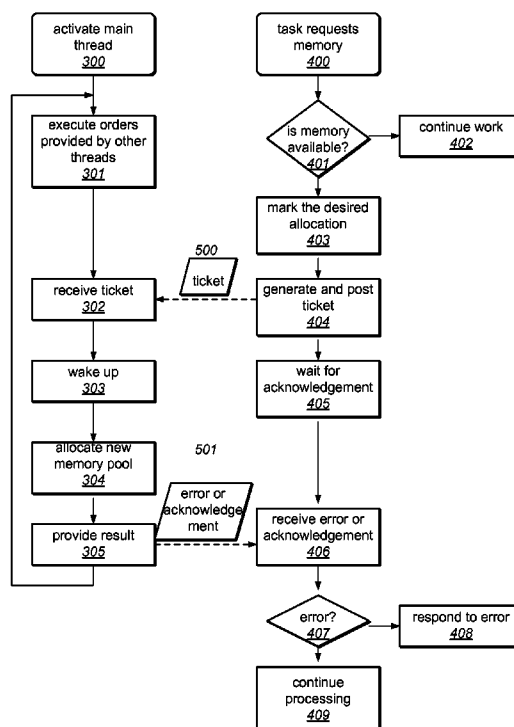 activate main
thread
300
task requests
memory
400
execute orders
provided by other
threads
301
is memory
available?
401
continue work
402
mark the desired
allocation
403
500
ticket
receive ticket
302
generate and post
ticket
404
wake up
303
wait for
acknowledgement
405
allocate new
memory pool
304
501
error or
acknowledge
ment
provide result
305
receive error or
acknowledgement
406
error?
407
respond to error
408
continue
processing
409